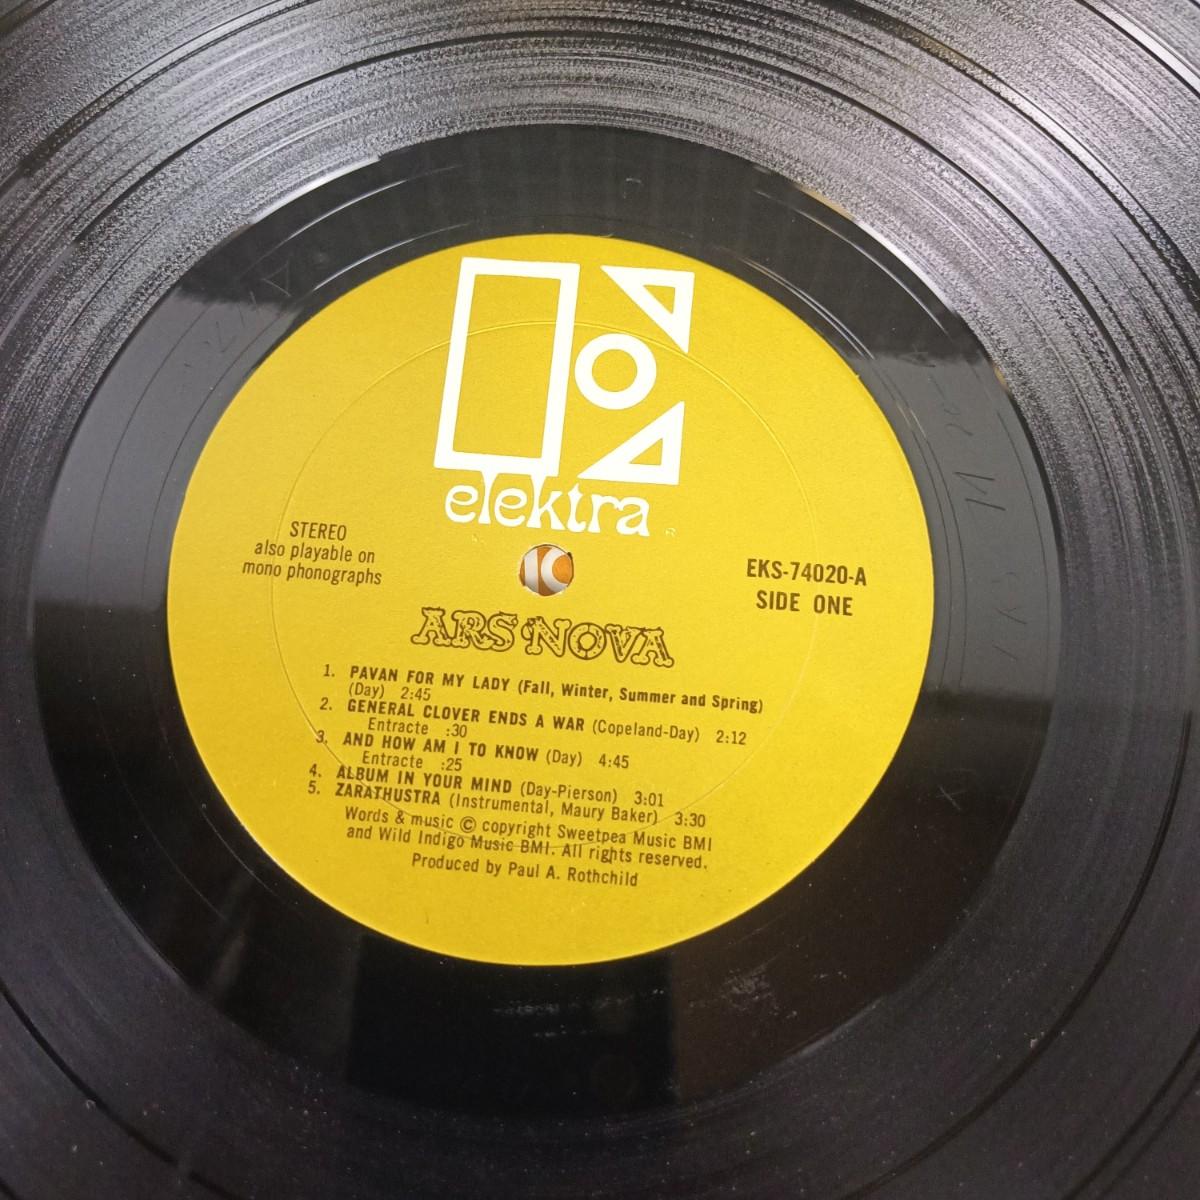 elektra
®
STEREO
also playable on
mono phonographs
EKS-74020-A
SIDE ONE
ARS NOVA
1. PAVAN FOR MY LADY (Fall, Winter, Summer and Spring)
(Day) 2:45
2. GENERAL CLOVER ENDS A WAR (Copeland-Day) 2:12
Entracte :30
3. AND HOW AM I TO KNOW (Day) 4:45
Entracte :25
4. ALBUM IN YOUR MIND (Day-Pierson) 3:01
5. ZARATHUSTRA (Instrumental, Maury Baker) 3:30
Words & music © copyright Sweetpea Music BMI
and Wild Indigo Music BMI. All rights reserved.
Produced by Paul A. Rothchild